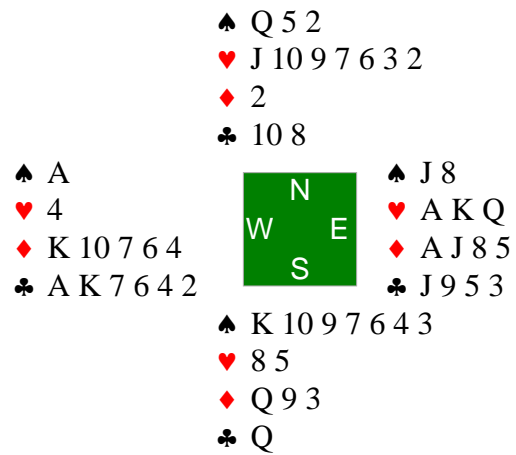 ♠ Q 5 2
♥ J 10 9 7 6 3 2
♦ 2
♣ 10 8
♠ A
♥ 4
♦ K 10 7 6 4
♣ A K 7 6 4 2
N
W E
S
♠ J 8
♥ A K Q
♦ A J 8 5
♣ J 9 5 3
♠ K 10 9 7 6 4 3
♥ 8 5
♦ Q 9 3
♣ Q